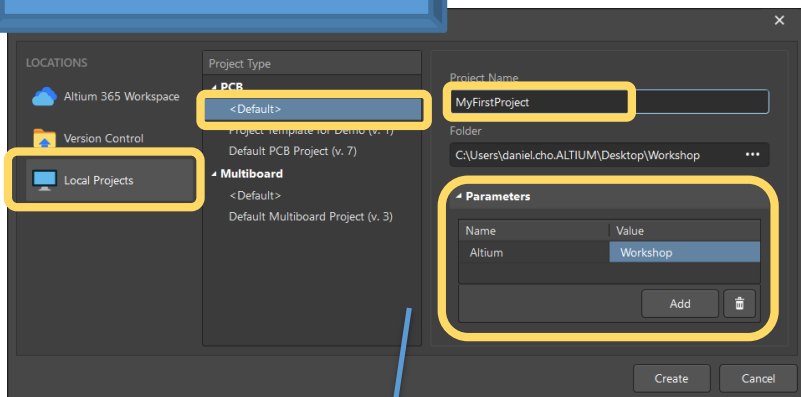 LOCATIONS
Altium 365 Workspace
Version Control
Local Projects
Project Type
PCB
<Default>
Project Template for Demo (v. 1)
Default PCB Project (v. 7)
Multiboard
<Default>
Default Multiboard Project (v. 3)
Project Name
MyFirstProject
Folder
C:\Users\daniel.cho.ALTIUM\Desktop\Workshop
Parameters
Name Value
Altium Workshop
Add
Create Cancel